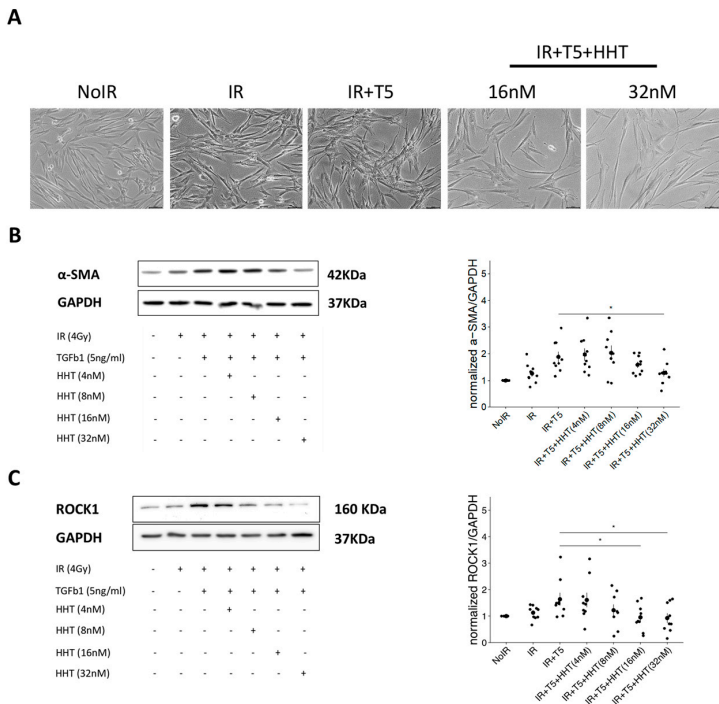 A
IR+T5+HHT
NoIR IR IR+T5 16nM 32nM
B
α-SMA 42KDa
GAPDH 37KDa
IR (4Gy) - + + + + + +
TGFb1 (5ng/ml) - - + + + + +
HHT (4nM) - - - + - - -
HHT (8nM) - - - - + - -
HHT (16nM) - - - - - + -
HHT (32nM) - - - - - - +
normalized a-SMA/GAPDH
5
4
3
2
1
0
*
NoIR
IR
IR+T5
IR+T5+HHT(4nM)
IR+T5+HHT(8nM)
IR+T5+HHT(16nM)
IR+T5+HHT(32nM)
C
ROCK1 160 KDa
GAPDH 37KDa
IR (4Gy) - + + + + + +
TGFb1 (5ng/ml) - - + + + + +
HHT (4nM) - - - + - - -
HHT (8nM) - - - - + - -
HHT (16nM) - - - - - + -
HHT (32nM) - - - - - - +
normalized ROCK1/GAPDH
5
4
3
2
1
0
*
*
NoIR
IR
IR+T5
IR+T5+HHT(4nM)
IR+T5+HHT(8nM)
IR+T5+HHT(16nM)
IR+T5+HHT(32nM)